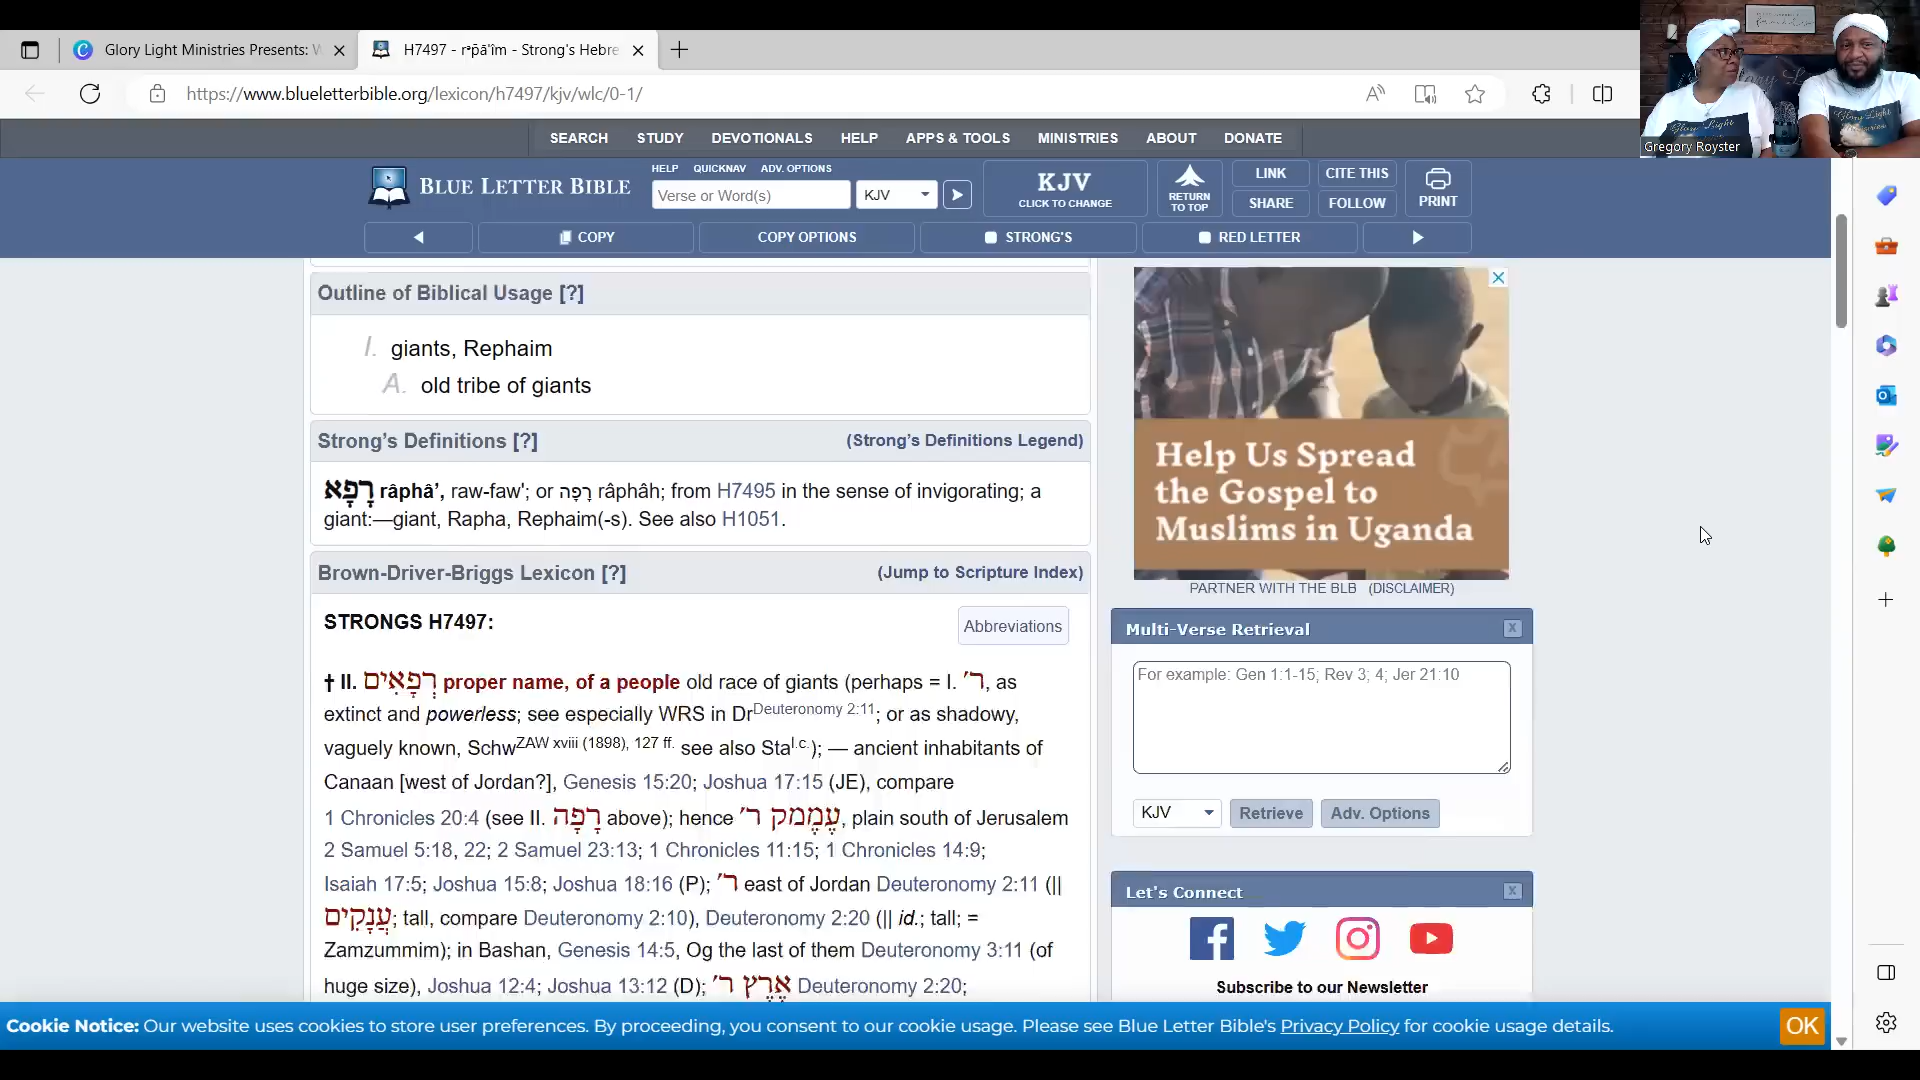 Glory Light Ministries Presents: W
H7497 - rᵊp̄ā'îm - Strong's Hebre
https://www.blueletterbible.org/lexicon/h7497/kjv/wlc/0-1/
Gregory Royster
SEARCH STUDY DEVOTIONALS HELP APPS & TOOLS MINISTRIES ABOUT DONATE
BLUE LETTER BIBLE
HELP QUICKNAV ADV. OPTIONS
Verse or Word(s)
KJV
KJV
CLICK TO CHANGE
RETURN
TO TOP
LINK
CITE THIS
SHARE
FOLLOW
PRINT
COPY
COPY OPTIONS
STRONG'S
RED LETTER
Outline of Biblical Usage [?]
I. giants, Rephaim
A. old tribe of giants
Strong's Definitions [?]
(Strong's Definitions Legend)
רָפָא râphâʼ, raw-faw'; or רָפָה râphâh; from H7495 in the sense of invigorating; a
giant:—giant, Rapha, Rephaim(-s). See also H1051.
Brown-Driver-Briggs Lexicon [?]
(Jump to Scripture Index)
STRONGS H7497:
Abbreviations
† II. רְפָאִים proper name, of a people old race of giants (perhaps = I. ר׳, as
extinct and powerless; see especially WRS in Dr Deuteronomy 2:11; or as shadowy,
vaguely known, Schw ZAW xviii (1898), 127 ff. see also Sta l.c.); — ancient inhabitants of
Canaan [west of Jordan?], Genesis 15:20; Joshua 17:15 (JE), compare
1 Chronicles 20:4 (see II. רָפָה above); hence עֶמֶמק ר׳, plain south of Jerusalem
2 Samuel 5:18, 22; 2 Samuel 23:13; 1 Chronicles 11:15; 1 Chronicles 14:9;
Isaiah 17:5; Joshua 15:8; Joshua 18:16 (P); ר׳ east of Jordan Deuteronomy 2:11 (||
עֲנָקִים; tall, compare Deuteronomy 2:10), Deuteronomy 2:20 (|| id.; tall; =
Zamzummim); in Bashan, Genesis 14:5, Og the last of them Deuteronomy 3:11 (of
huge size), Joshua 12:4; Joshua 13:12 (D); אֶרֶץ ר׳ Deuteronomy 2:20;
Help Us Spread
the Gospel to
Muslims in Uganda
PARTNER WITH THE BLB (DISCLAIMER)
Multi-Verse Retrieval
For example: Gen 1:1-15; Rev 3; 4; Jer 21:10
KJV
Retrieve
Adv. Options
Let's Connect
Subscribe to our Newsletter
Cookie Notice: Our website uses cookies to store user preferences. By proceeding, you consent to our cookie usage. Please see Blue Letter Bible's Privacy Policy for cookie usage details.
OK